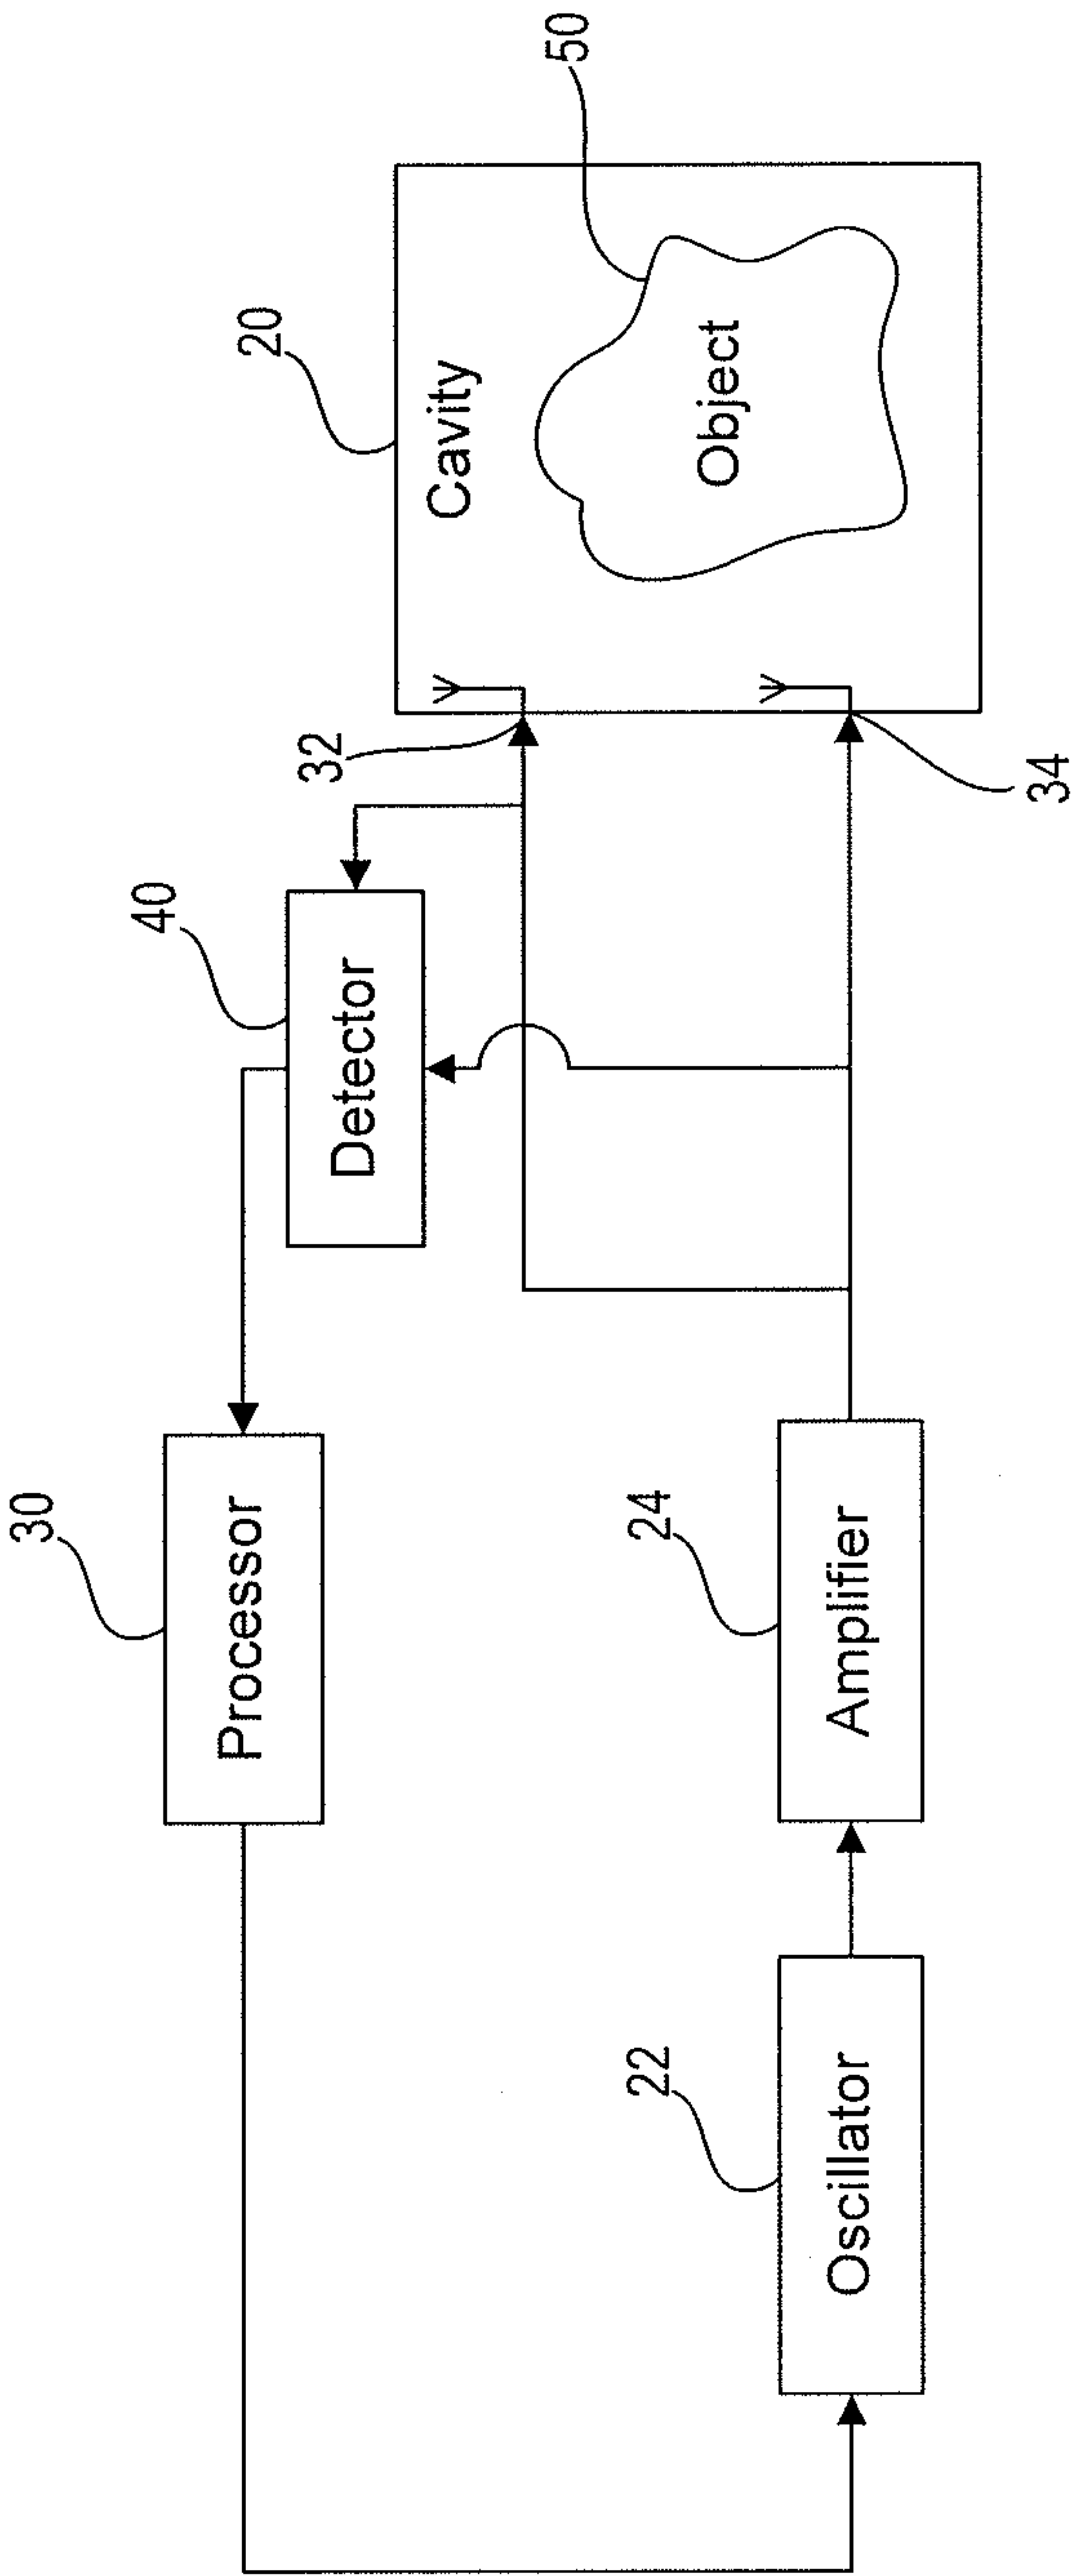 30
Processor
40
Detector
20
Cavity
50
Object
32
34
22
Oscillator
24
Amplifier